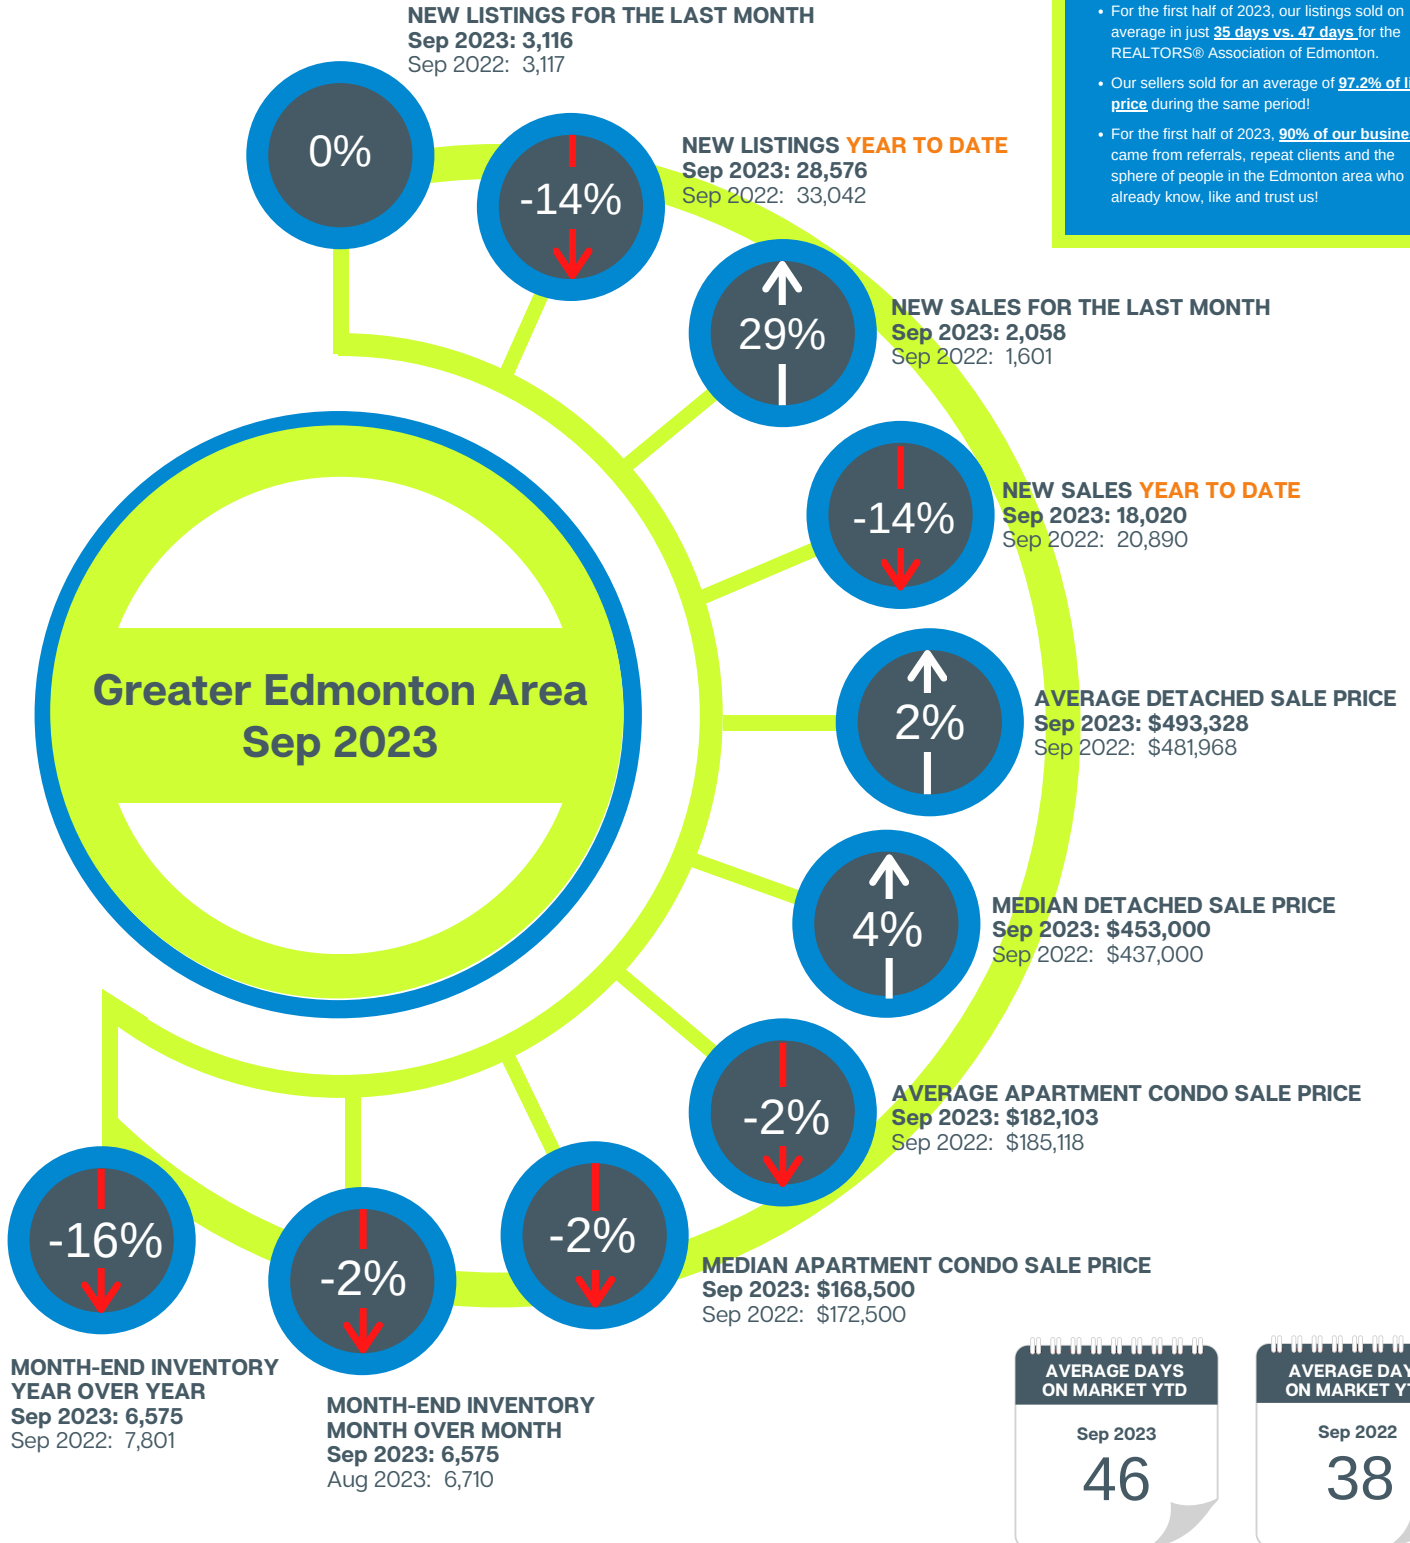 NEW LISTINGS FOR THE LAST MONTH
Sep 2023: 3,116
Sep 2022: 3,117
0%
NEW LISTINGS YEAR TO DATE
Sep 2023: 28,576
Sep 2022: 33,042
-14%
• For the first half of 2023, our listings sold on
average in just 35 days vs. 47 days for the
REALTORS® Association of Edmonton.
• Our sellers sold for an average of 97.2% of
price during the same period!
• For the first half of 2023, 90% of our
came from referrals, repeat clients and the
sphere of people in the Edmonton area who
already know, like and trust us!
NEW SALES FOR THE LAST MONTH
Sep 2023: 2,058
Sep 2022: 1,601
29%
NEW SALES YEAR TO DATE
Sep 2023: 18,020
Sep 2022: 20,890
-14%
Greater Edmonton Area
Sep 2023
AVERAGE DETACHED SALE PRICE
Sep 2023: $493,328
Sep 2022: $481,968
2%
MEDIAN DETACHED SALE PRICE
Sep 2023: $453,000
Sep 2022: $437,000
4%
AVERAGE APARTMENT CONDO SALE PRICE
Sep 2023: $182,103
Sep 2022: $185,118
-2%
MEDIAN APARTMENT CONDO SALE PRICE
Sep 2023: $168,500
Sep 2022: $172,500
-2%
-2%
MONTH-END INVENTORY
MONTH OVER MONTH
Sep 2023: 6,575
Aug 2023: 6,710
-16%
MONTH-END INVENTORY
YEAR OVER YEAR
Sep 2023: 6,575
Sep 2022: 7,801
AVERAGE DAYS
ON MARKET YTD
Sep 2023
46
AVERAGE
ON MARKET
Sep 2022
38